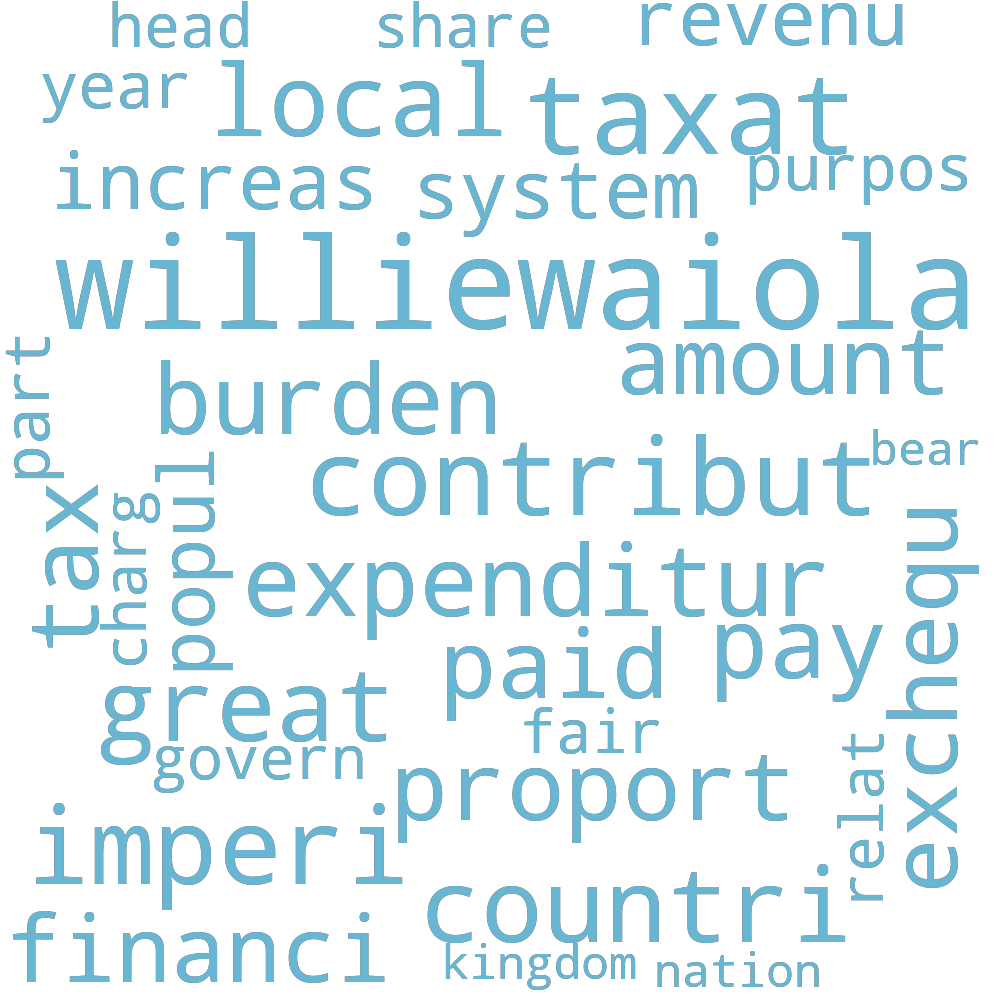 head share revenu
year local taxat
increas system purpos
williewaiola
part burden amount
contribut bear
tax charg popul expenditur exchequ
paid pay
great fair
govern proport relat
imperi countri
financi kingdom nation